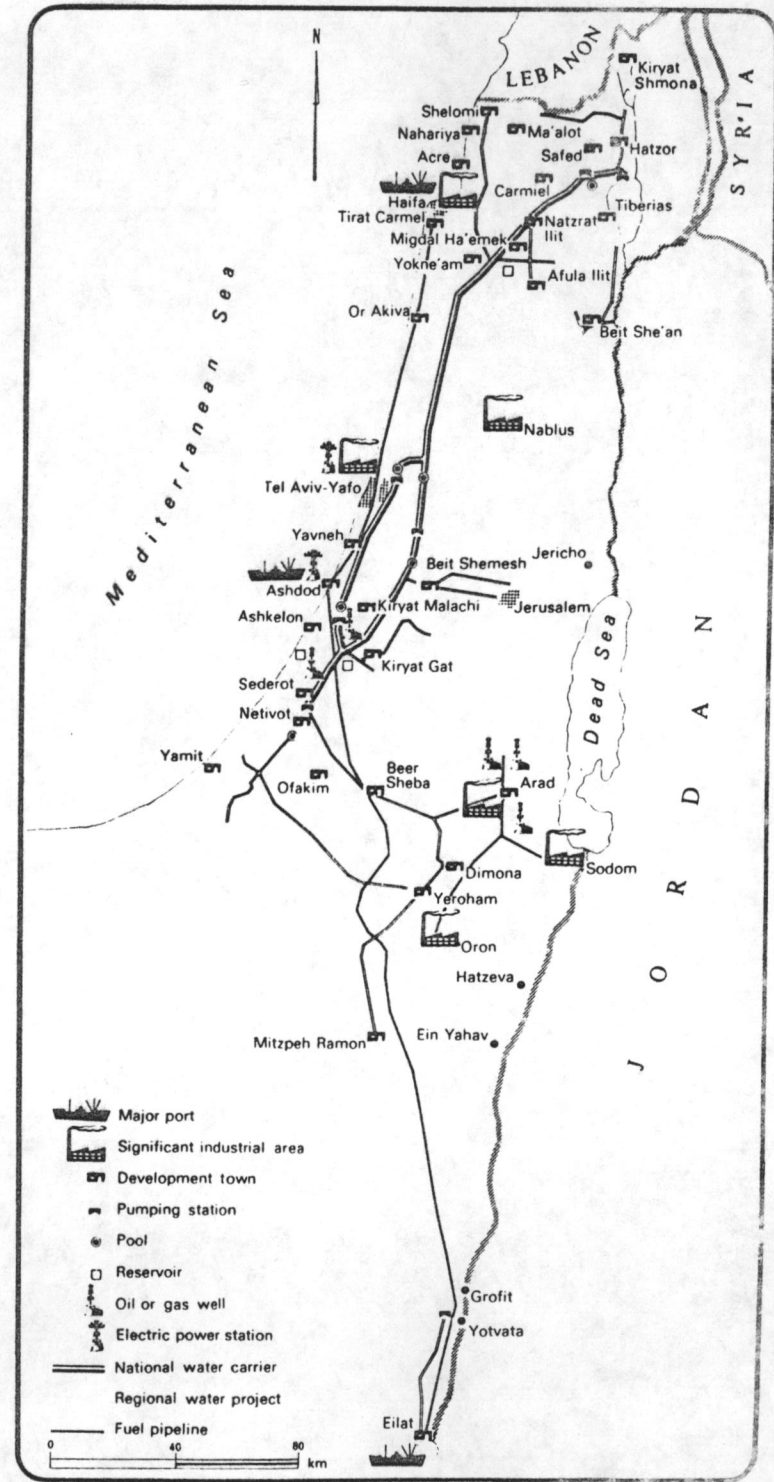 N
LEBANON
SYRIA
Kiryat
Shmona
Shelomi
Nahariya
Ma'alot
Acre
Safed
Hatzor
Haifa
Carmiel
Tirat Carmel
Natzrat
Ilit
Tiberias
Migdal Ha'emek
Yokne'am
Afula Ilit
Or Akiva
Beit She'an
Mediterranean Sea
Nablus
Tel Aviv-Yafo
Yavneh
Beit Shemesh
Jericho
Ashdod
Kiryat Malachi
Jerusalem
Ashkelon
Dead Sea
JORDAN
Kiryat Gat
Sederot
Netivot
Yamit
Ofakim
Beer
Sheba
Arad
Dimona
Sodom
Yeroham
Oron
Hatzeva
Mitzpeh Ramon
Ein Yahav
Major port
Significant industrial area
Development town
Pumping station
Pool
Reservoir
Oil or gas well
Electric power station
National water carrier
Regional water project
Fuel pipeline
Grofit
Yotvata
Eilat
0 40 80
km